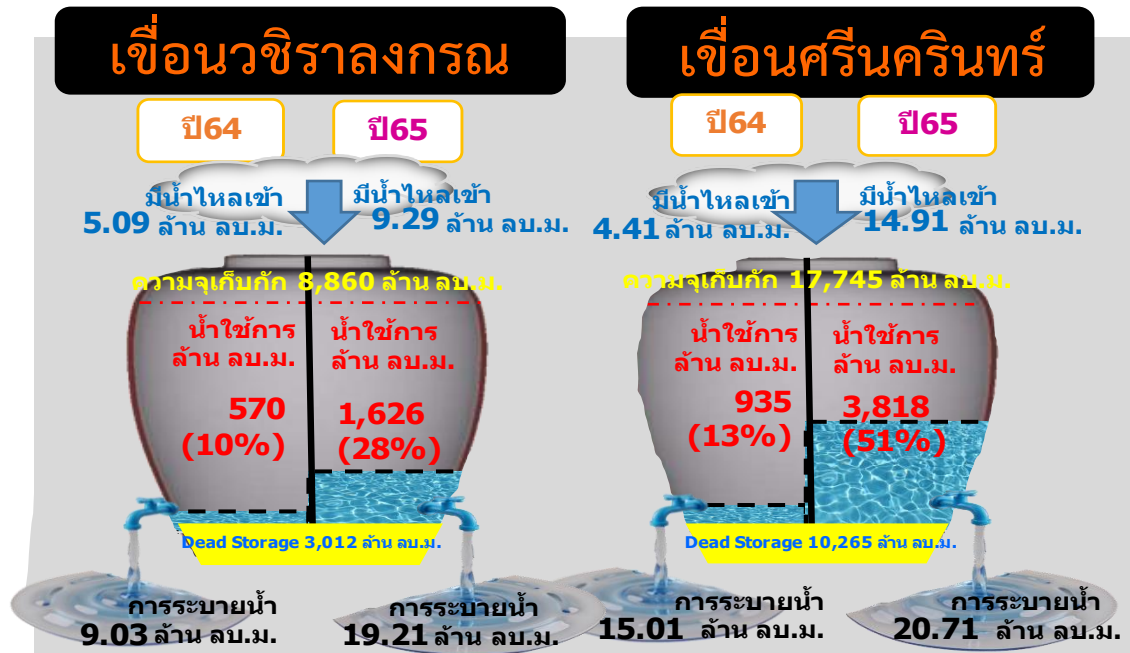 เขื่อนวชิราลงกรณ
ปี64
ปี65
มีน้ำไหลเข้า
5.09 ล้าน ลบ.ม.
มีน้ำไหลเข้า
9.29 ล้าน ลบ.ม.
ความจุเก็บกัก 8,860 ล้าน ลบ.ม.
น้ำใช้การ
ล้าน ลบ.ม.
570
(10%)
น้ำใช้การ
ล้าน ลบ.ม.
1,626
(28%)
Dead Storage 3,012 ล้าน ลบ.ม.
การระบายน้ำ
9.03 ล้าน ลบ.ม.
การระบายน้ำ
19.21 ล้าน ลบ.ม.
เขื่อนศรีนครินทร์
ปี64
ปี65
มีน้ำไหลเข้า
4.41 ล้าน ลบ.ม.
มีน้ำไหลเข้า
14.91 ล้าน ลบ.ม.
ความจุเก็บกัก 17,745 ล้าน ลบ.ม.
น้ำใช้การ
ล้าน ลบ.ม.
935
(13%)
น้ำใช้การ
ล้าน ลบ.ม.
3,818
(51%)
Dead Storage 10,265 ล้าน ลบ.ม.
การระบายน้ำ
15.01 ล้าน ลบ.ม.
การระบายน้ำ
20.71 ล้าน ลบ.ม.